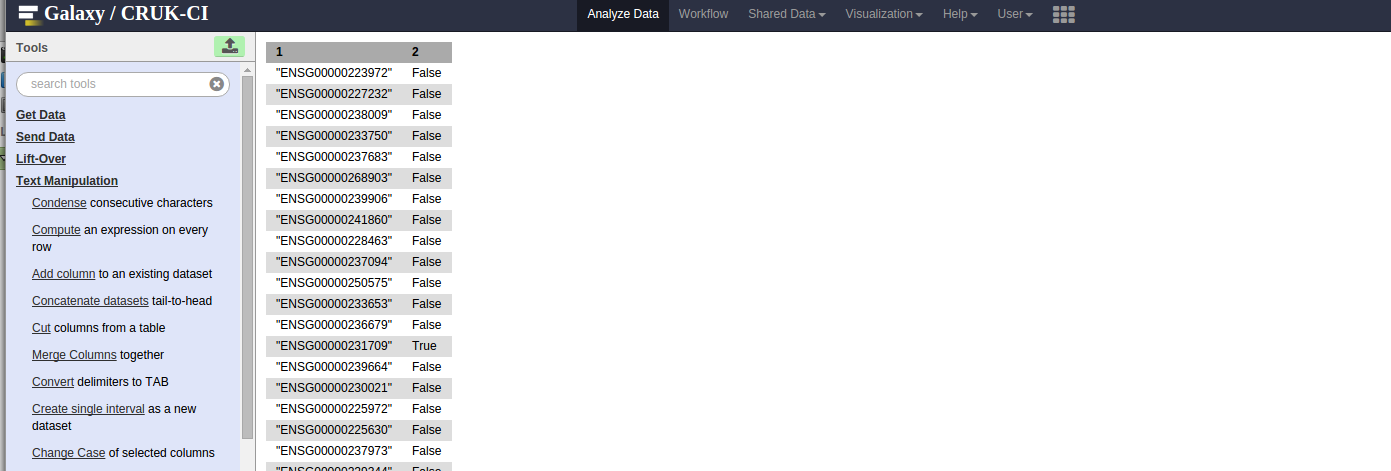 Galaxy / CRUK-CI
Analyze Data Workflow Shared Data Visualization Help User
Tools
search tools
Get Data
Send Data
Lift-Over
Text Manipulation
Condense consecutive characters
Compute an expression on every
row
Add column to an existing dataset
Concatenate datasets tail-to-head
Cut columns from a table
Merge Columns together
Convert delimiters to TAB
Create single interval as a new
dataset
Change Case of selected columns
1 2
"ENSG00000223972" False
"ENSG00000227232" False
"ENSG00000238009" False
"ENSG00000233750" False
"ENSG00000237683" False
"ENSG00000268903" False
"ENSG00000239906" False
"ENSG00000241860" False
"ENSG00000228463" False
"ENSG00000237094" False
"ENSG00000250575" False
"ENSG00000233653" False
"ENSG00000236679" False
"ENSG00000231709" True
"ENSG00000239664" False
"ENSG00000230021" False
"ENSG00000225972" False
"ENSG00000225630" False
"ENSG00000237973" False
False